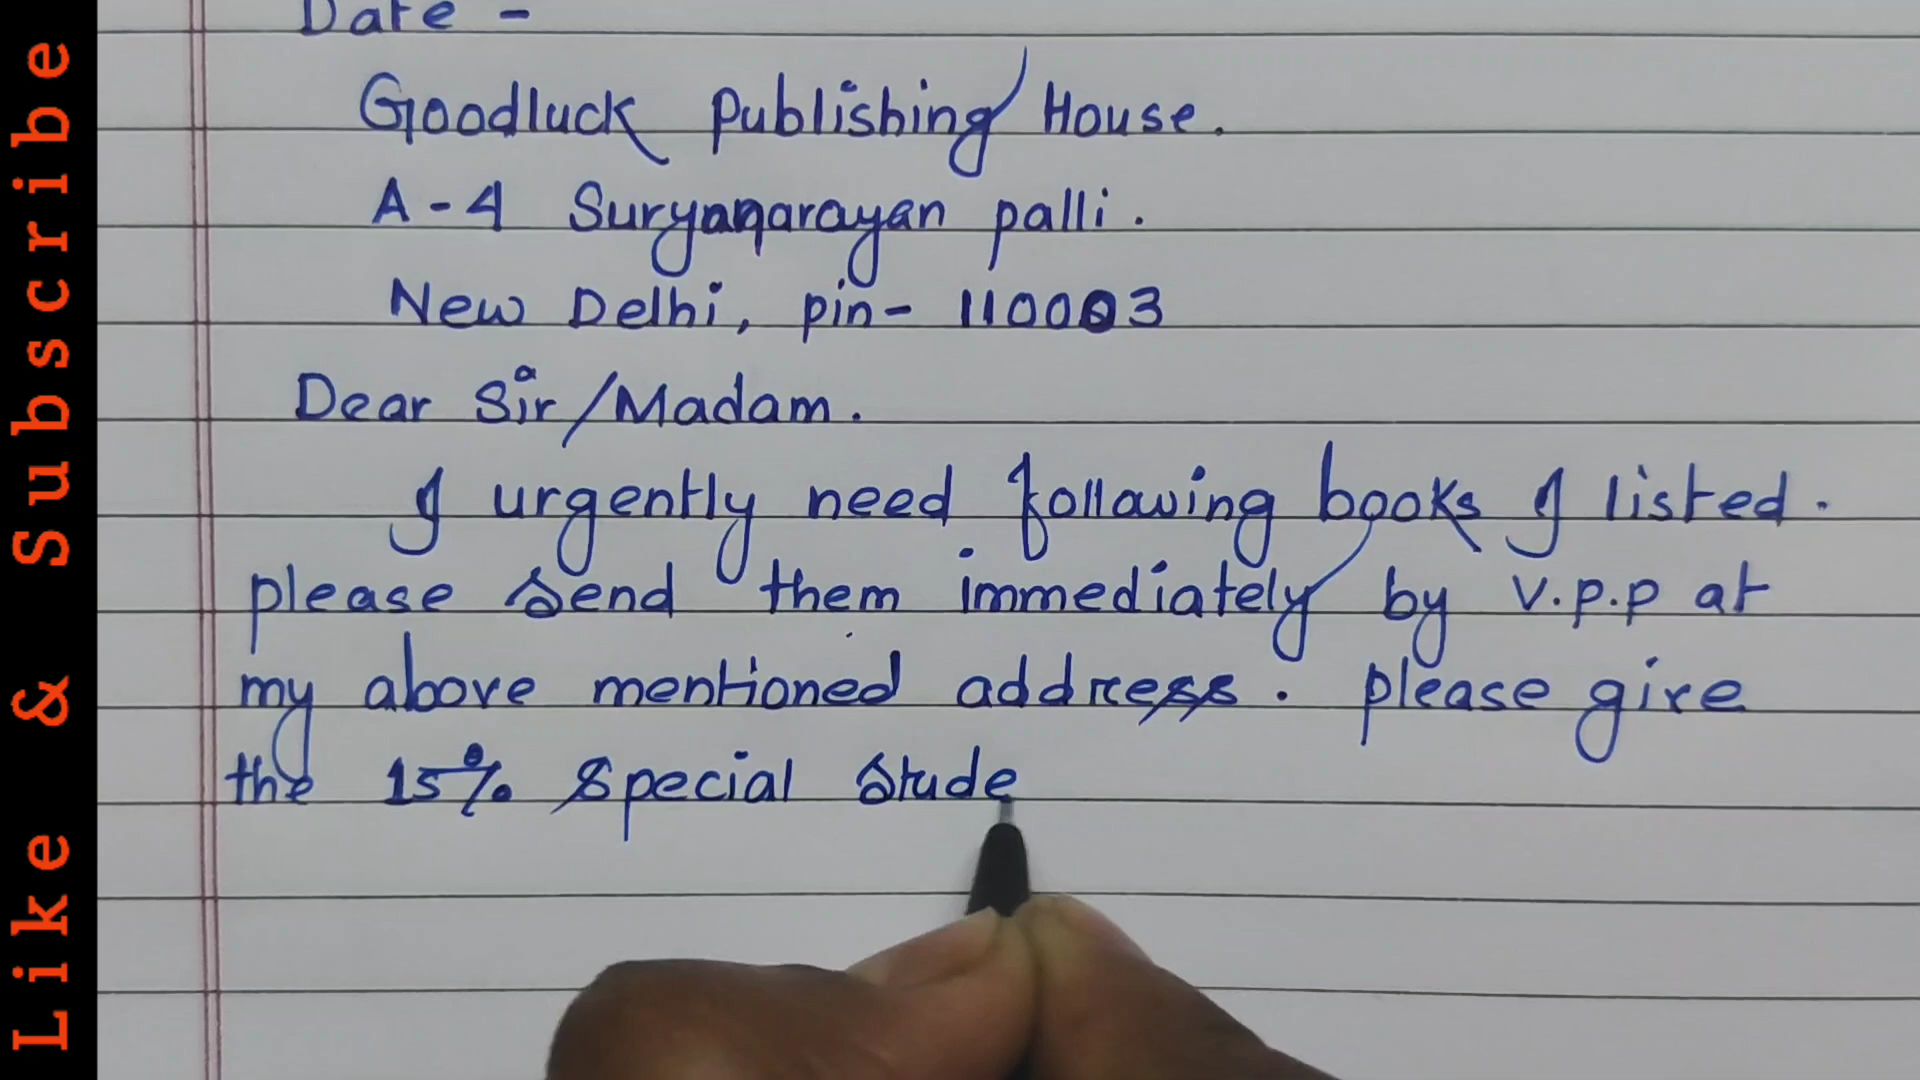 Like & Subscribe
Date -
Goodluck Publishing House.
A-4 Suryanarayan palli.
New Delhi, pin- 110003
Dear Sir/Madam.
I urgently need following books I listed.
please send them immediately by v.p.p at
my above mentioned address. please give
the 15% special stude